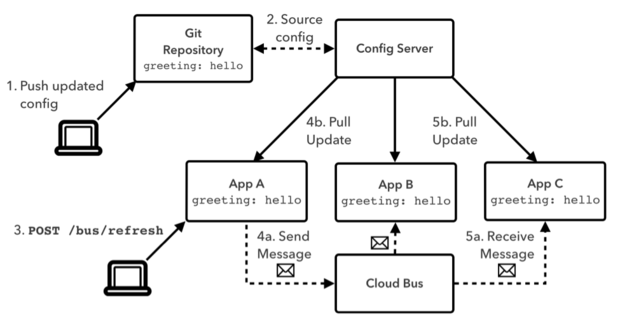 Git
Repository
greeting: hello
2. Source
config
Config Server
1. Push updated
config
4b. Pull
Update
5b. Pull
Update
App A
greeting: hello
App B
greeting: hello
App C
greeting: hello
3. POST /bus/refresh
4a. Send
Message
5a. Receive
Message
Cloud Bus